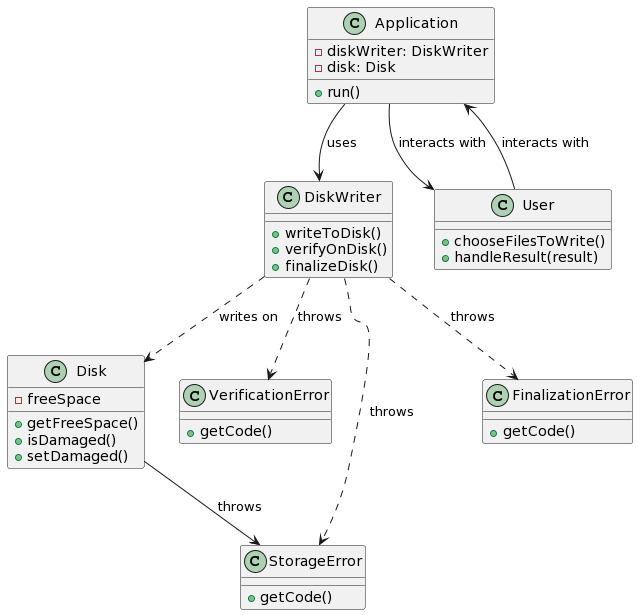 C Application
diskWriter: DiskWriter
disk: Disk
run()
uses
interacts with
interacts with
C DiskWriter
writeToDisk()
verifyOnDisk()
finalizeDisk()
C User
chooseFilesToWrite()
handleResult(result)
writes on
throws
throws
throws
C Disk
freeSpace
getFreeSpace()
isDamaged()
setDamaged()
C VerificationError
getCode()
C FinalizationError
getCode()
throws
C StorageError
getCode()